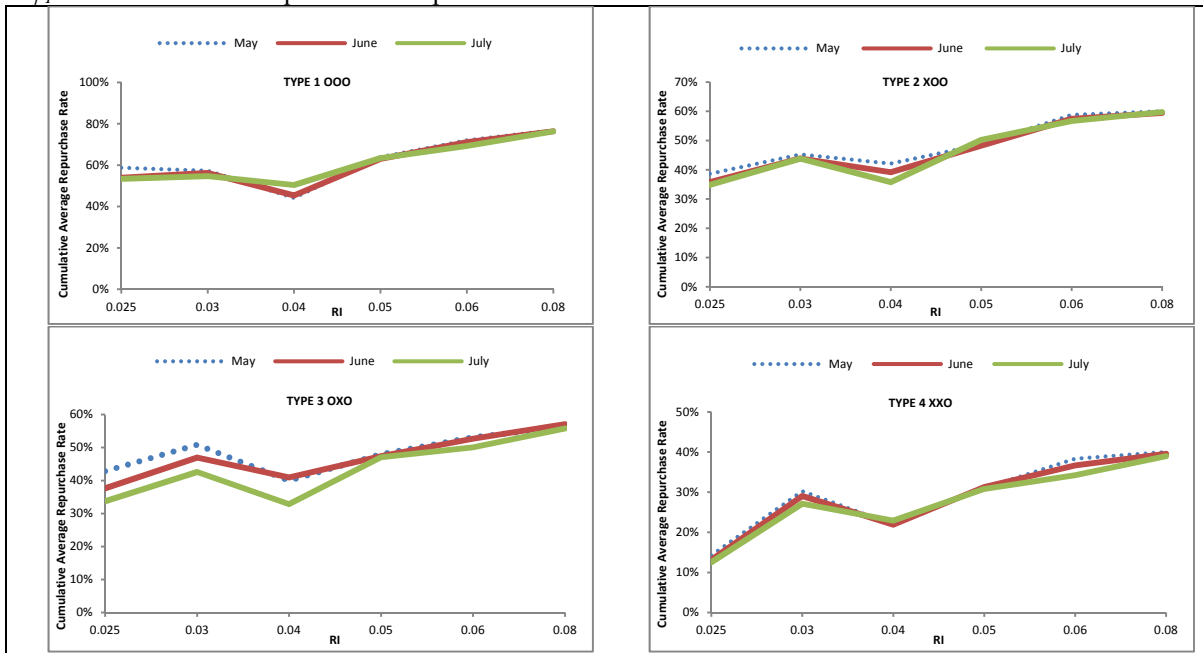 May June July
TYPE 1 OOO
Cumulative Average Repurchase Rate
100%
80%
60%
40%
20%
0%
0.025 0.03 0.04 0.05 0.06 0.08
RI
May June July
TYPE 2 XOO
Cumulative Average Repurchase Rate
70%
60%
50%
40%
30%
20%
10%
0%
0.025 0.03 0.04 0.05 0.06 0.08
RI
May June July
TYPE 3 OXO
Cumulative Average Repurchase Rate
60%
50%
40%
30%
20%
10%
0%
0.025 0.03 0.04 0.05 0.06 0.08
RI
May June July
TYPE 4 XXO
Cumulative Average Repurchase Rate
50%
40%
30%
20%
10%
0%
0.025 0.03 0.04 0.05 0.06 0.08
RI